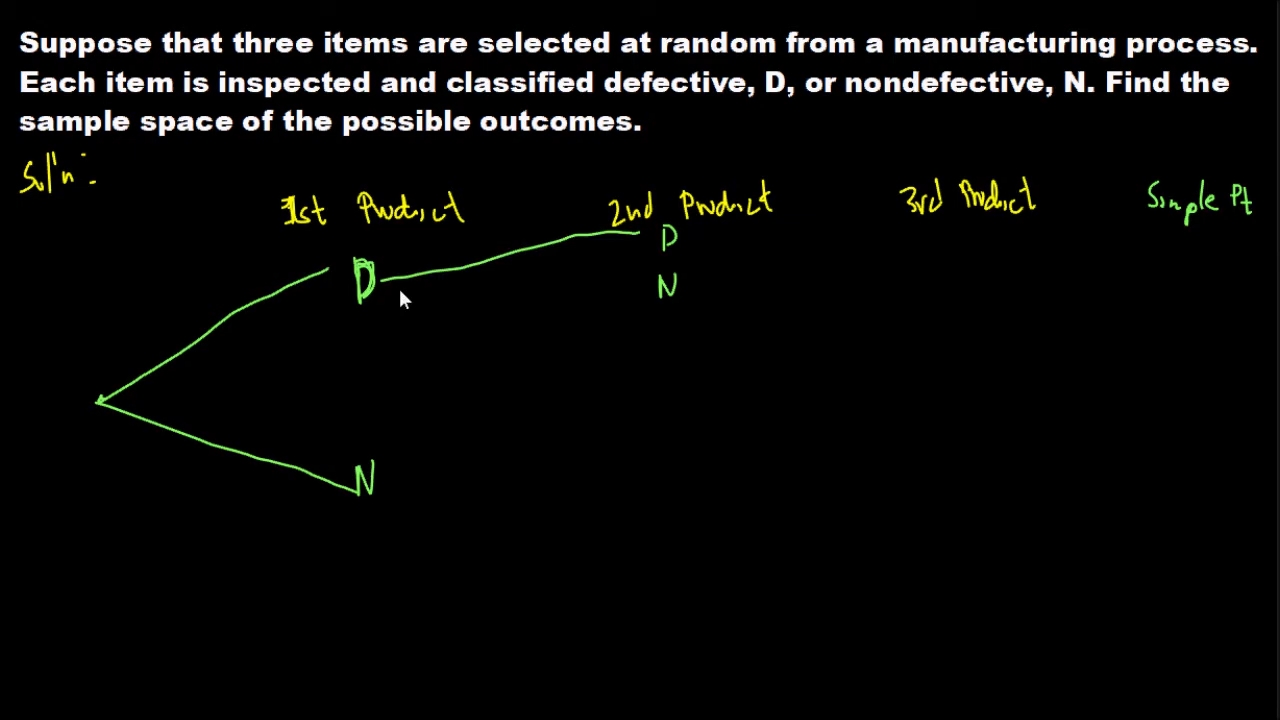 Suppose that three items are selected at random from a manufacturing process.
Each item is inspected and classified defective, D, or nondefective, N. Find the
sample space of the possible outcomes.
Sol'n:
1st Product 2nd Product 3rd Product Sample Pt
D
D
N
N